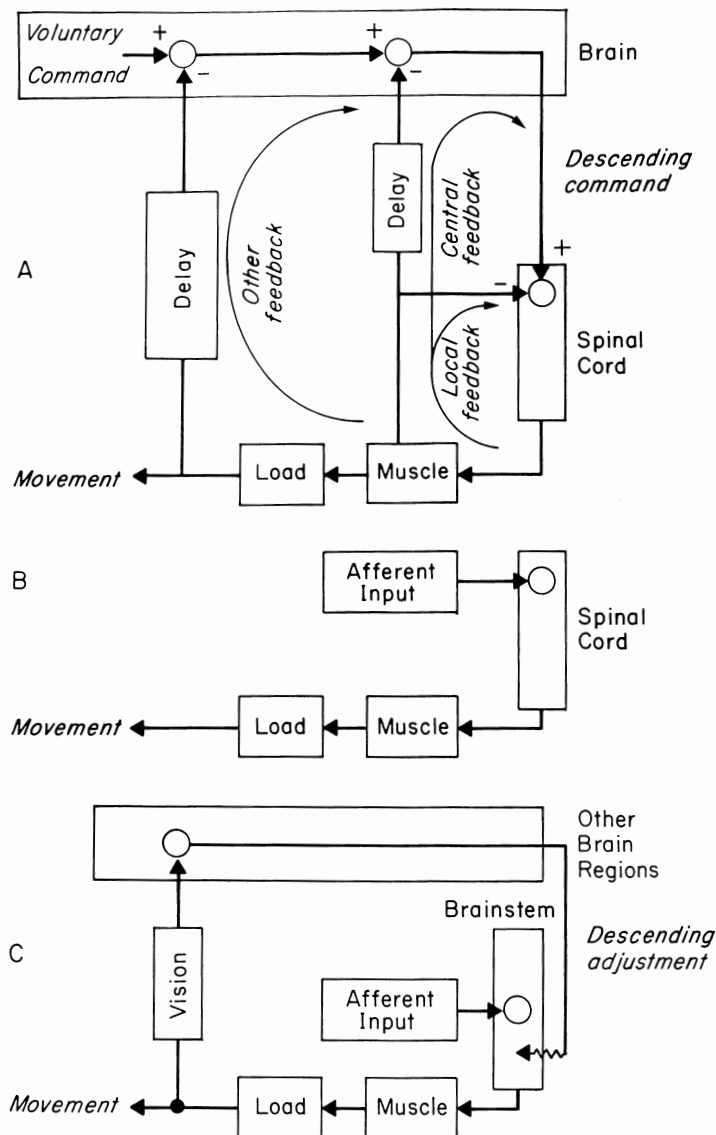 Voluntary
Command
+
-
+
-
Brain
Delay
Other
feedback
Delay
Central
feedback
Descending
command
+
-
A
Local
feedback
Spinal
Cord
Movement
Load
Muscle
B
Afferent
Input
Spinal
Cord
Movement
Load
Muscle
Other
Brain
Regions
Brainstem
Descending
adjustment
C
Vision
Afferent
Input
Movement
Load
Muscle